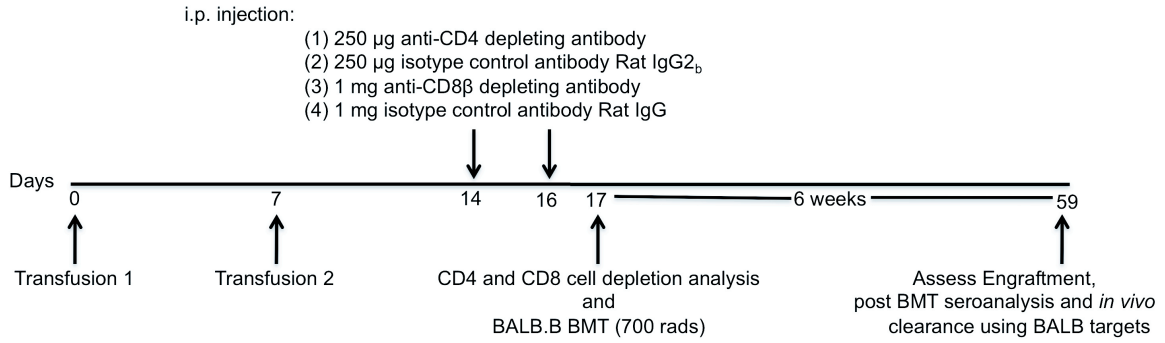 i.p. injection:
(1) 250 µg anti-CD4 depleting antibody
(2) 250 µg isotype control antibody Rat IgG2b
(3) 1 mg anti-CD8β depleting antibody
(4) 1 mg isotype control antibody Rat IgG
Days
0 7 14 16 17 6 weeks 59
Transfusion 1
Transfusion 2
CD4 and CD8 cell depletion analysis
and
BALB.B BMT (700 rads)
Assess Engraftment,
post BMT seroanalysis and in vivo
clearance using BALB targets